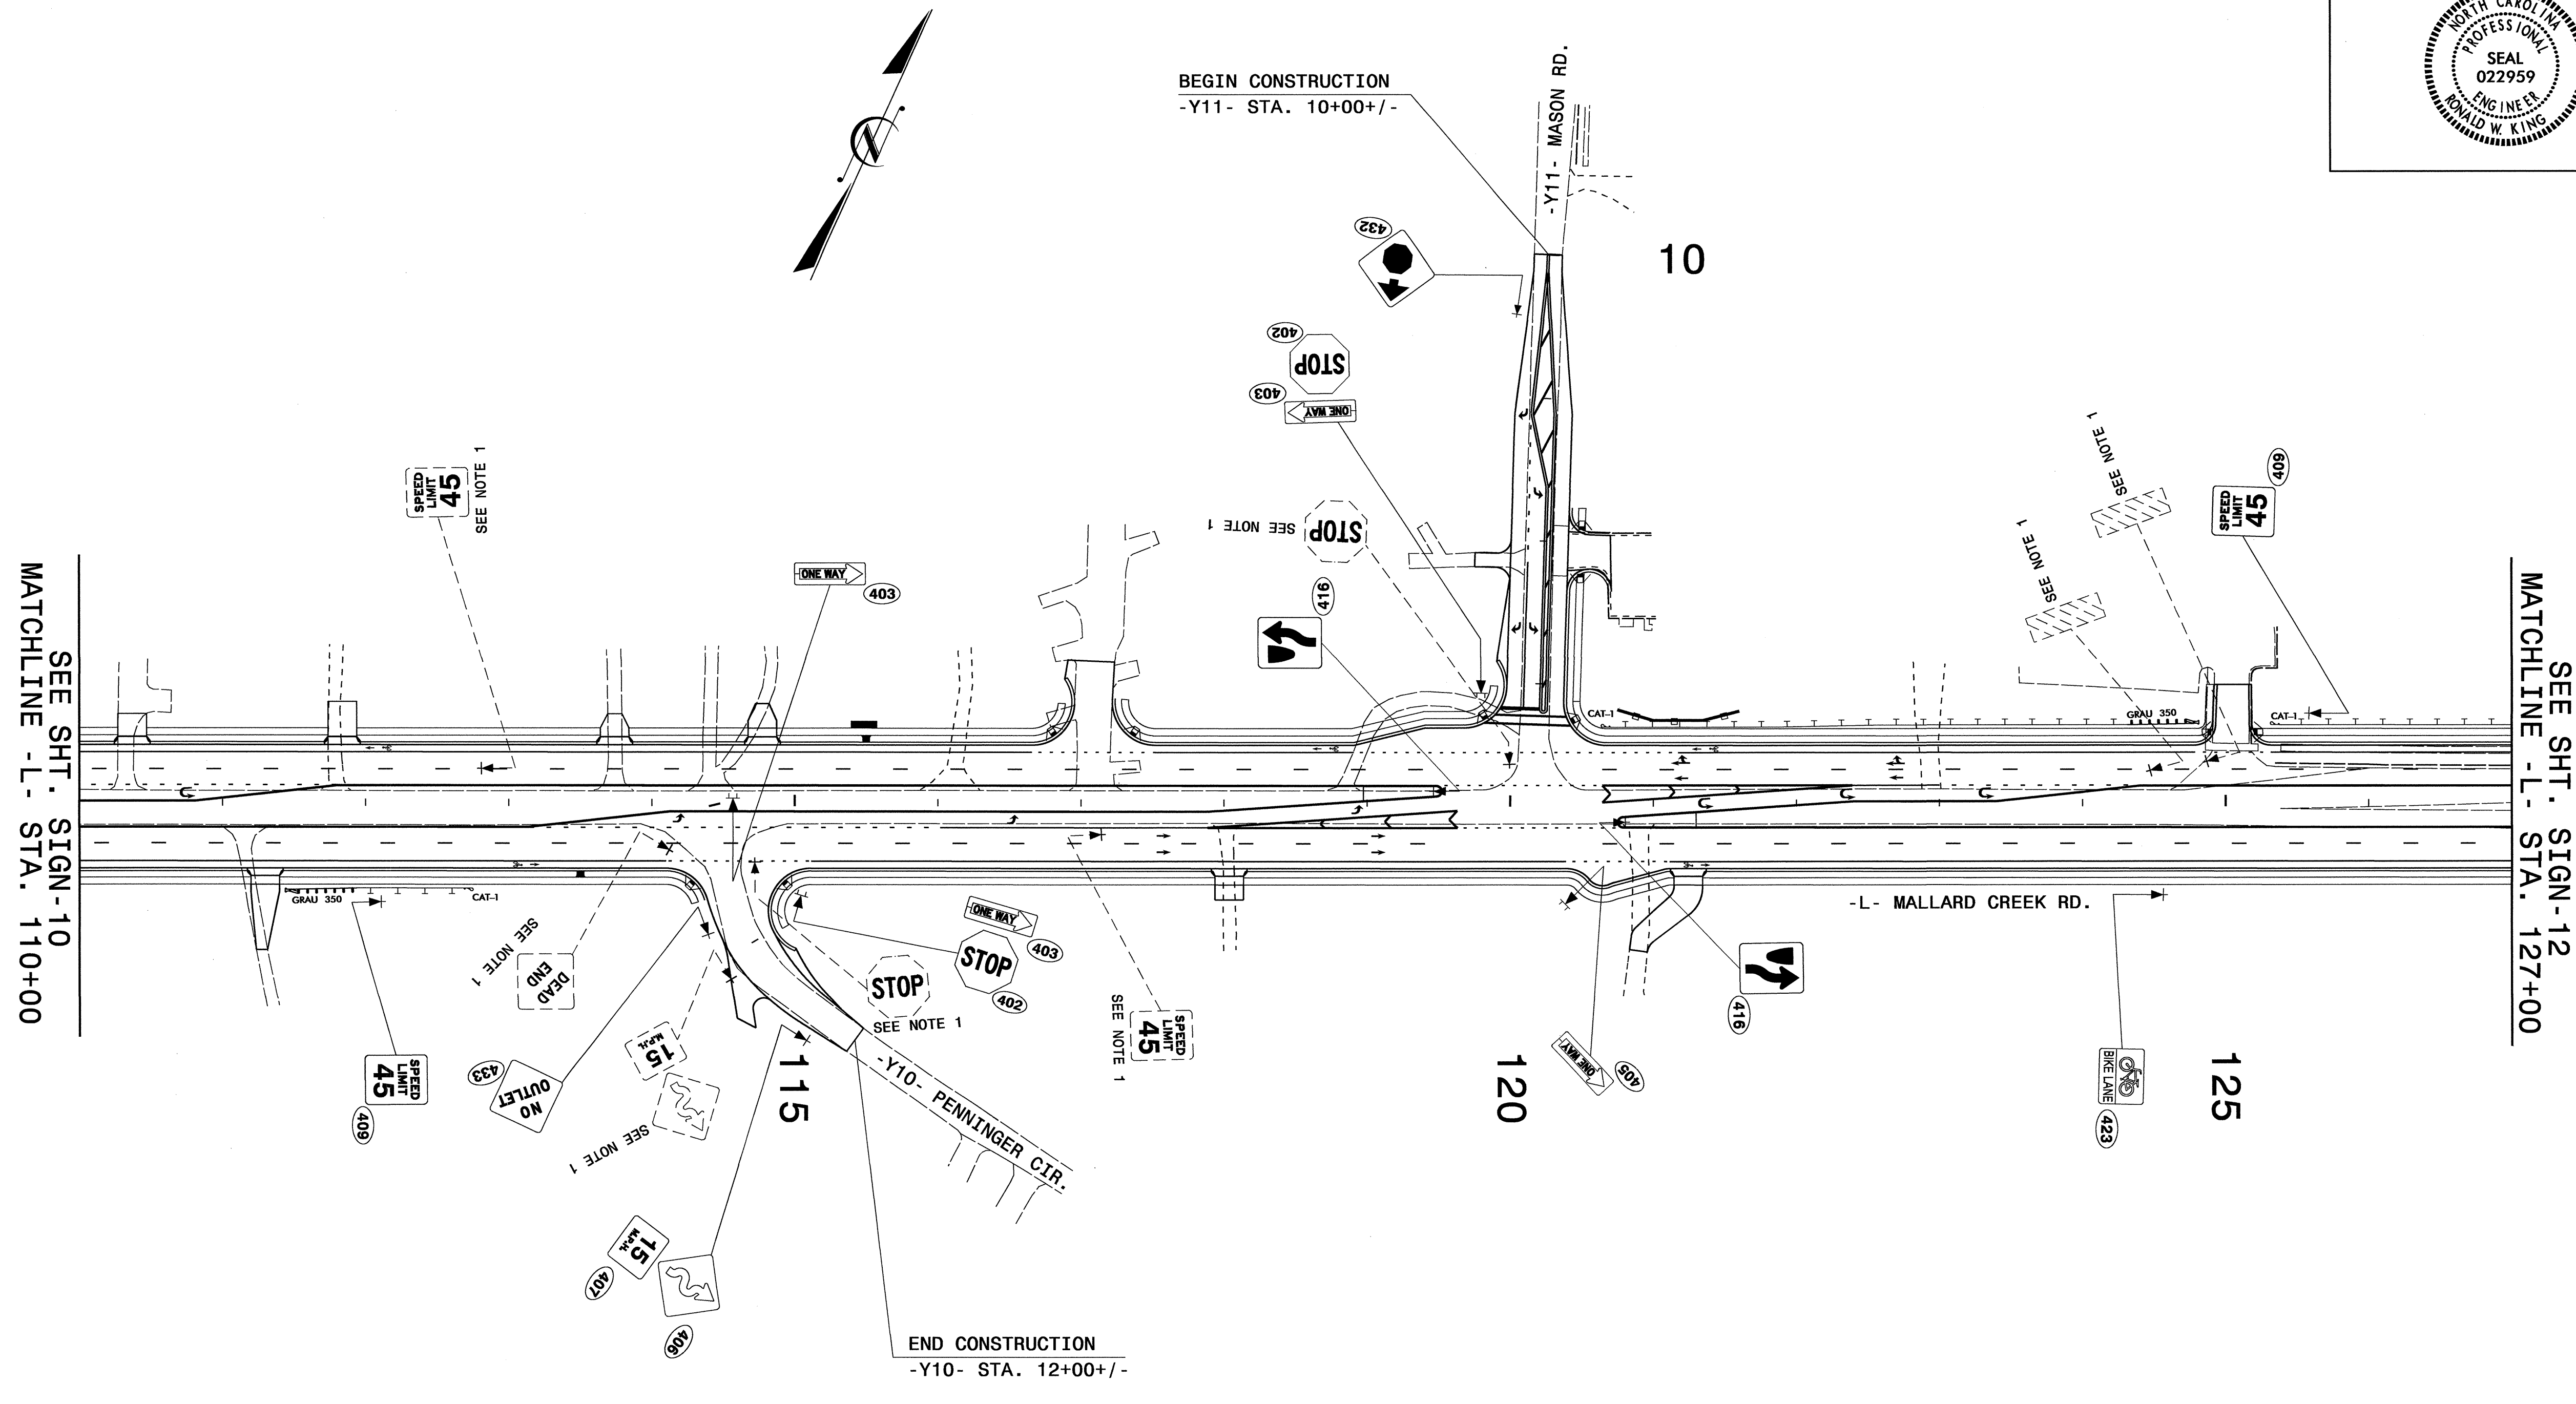 NORTH CAROLINA
PROFESSIONAL
SEAL
022959
ENGINEER
RONALD W. KING
BEGIN CONSTRUCTION
-Y11- STA. 10+00+/-
-Y11- MASON RD.
10
432
402
STOP
403
ONE WAY
STOP
SEE NOTE 1
416
SPEED
LIMIT
45
SEE NOTE 1
ONE WAY
403
SEE NOTE 1
SEE NOTE 1
409
SPEED
LIMIT
45
SEE SHT. SIGN-10
MATCHLINE -L- STA. 110+00
SEE SHT. SIGN-12
MATCHLINE -L- STA. 127+00
CAT-1
GRAU 350
CAT-1
GRAU 350
CAT-1
-L- MALLARD CREEK RD.
SEE NOTE 1
DEAD
END
ONE WAY
403
STOP
402
STOP
SEE NOTE 1
SPEED
LIMIT
45
SEE NOTE 1
SPEED
LIMIT
45
409
433
NO
OUTLET
15
M.P.H.
SEE NOTE 1
115
-Y10- PENNINGER CIR.
120
ONE WAY
405
416
BIKE LANE
423
125
15
M.P.H.
407
406
END CONSTRUCTION
-Y10- STA. 12+00+/-